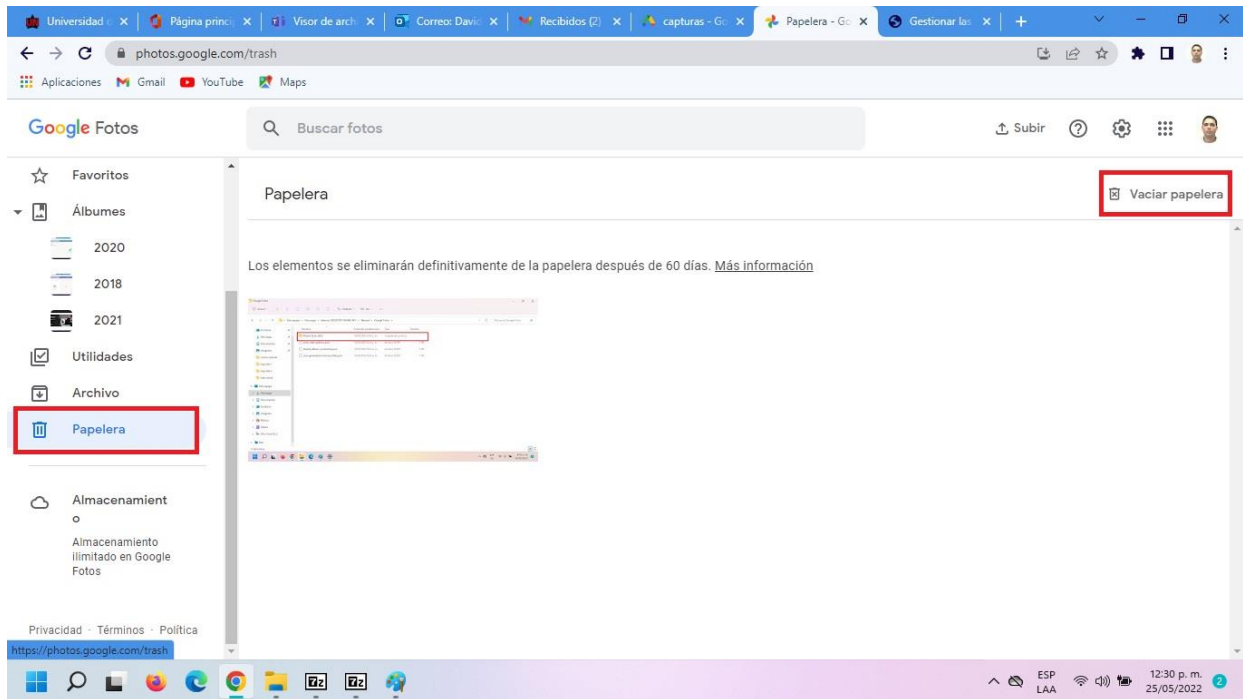 Universidad c
Página princi
Visor de arch
Correo: David
Recibidos (2)
capturas - Go
Papelera - Go
Gestionar las
photos.google.com/trash
Aplicaciones Gmail YouTube Maps
Google Fotos
Buscar fotos
Subir
Favoritos
Álbumes
2020
2018
2021
Utilidades
Archivo
Papelera
Almacenamient
o
Almacenamiento
ilimitado en Google
Fotos
Privacidad · Términos · Política
https://photos.google.com/trash
Papelera
Vaciar papelera
Los elementos se eliminarán definitivamente de la papelera después de 60 días. Más información
7z
7z
ESP
LAA
12:30 p. m.
25/05/2022
2